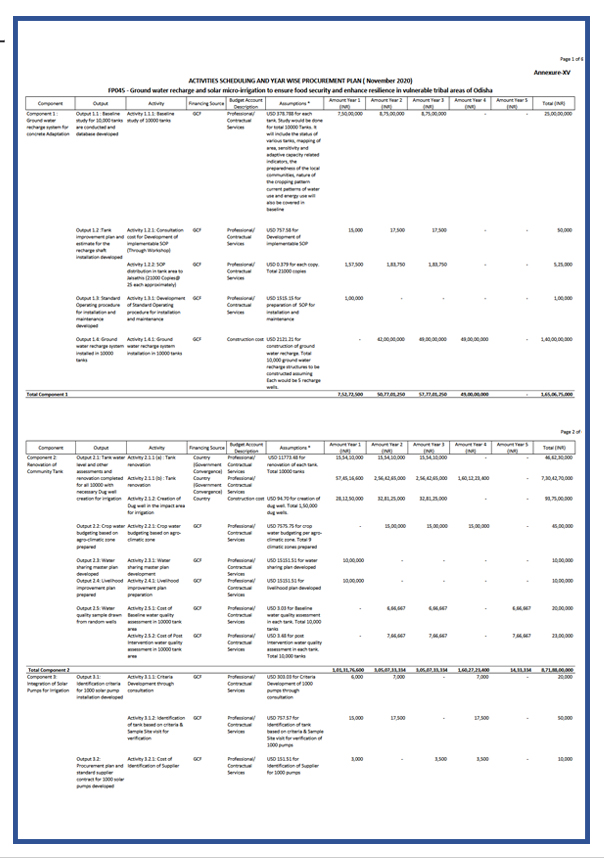 Page 1 of 6
Annexure-XV
ACTIVITIES SCHEDULING AND YEAR WISE PROCUREMENT PLAN ( November 2020)
FP045 - Ground water recharge and solar micro-irrigation to ensure food security and enhance resilience in vulnerable tribal areas of Odisha
Component Output Activity Financing Source Budget Account Description Assumptions * Amount Year 1 (INR) Amount Year 2 (INR) Amount Year 3 (INR) Amount Year 4 (INR) Amount Year 5 (INR) Total (INR)
Component 1 : Ground water recharge system for concrete Adaptation Output 1.1 : Baseline study for 10,000 tanks are conducted and database developed Activity 1.1.1: Baseline study of 10000 tanks GCF Professional/ Contractual Services USD 378.788 for each tank. Study would be done for total 10000 Tanks. It will include the status of various tanks, mapping of area, sensitivity and adaptive capacity related indicators, the preparedness of the local communities, nature of the cropping pattern current patterns of water use and energy use will also be covered in baseline 7,50,00,000 8,75,00,000 8,75,00,000 - - 25,00,00,000
Output 1.2 :Tank improvement plan and estimate for the recharge shaft installation developed Activity 1.2.1: Consultation cost for Development of implementable SOP (Through Workshop) GCF Professional/ Contractual Services USD 757.58 for Development of implementable SOP 15,000 17,500 17,500 - - 50,000
Activity 1.2.2: SOP distribution in tank area to Jalsathis (21000 Copies@ 25 each approximately) GCF Professional/ Contractual Services USD 0.379 for each copy. Total 21000 copies 1,57,500 1,83,750 1,83,750 - - 5,25,000
Output 1.3: Standard Operating procedure for installation and maintenance developed Activity 1.3.1: Development of Standard Operating procedure for installation and maintenance GCF Professional/ Contractual Services USD 1515.15 for preparation of SOP for installation and maintenance 1,00,000 - - - - 1,00,000
Output 1.4: Ground water recharge system installed in 10000 tanks Activity 1.4.1: Ground water recharge system installation in 10000 tanks GCF Construction cost USD 2121.21 for construction of ground water recharge. Total 10,000 ground water recharge structures to be constructed assuming Each would be 5 recharge wells. - 42,00,00,000 49,00,00,000 49,00,00,000 - 1,40,00,00,000
Total Component 1 7,52,72,500 50,77,01,250 57,77,01,250 49,00,00,000 - 1,65,06,75,000
Page 2 of
Component Output Activity Financing Source Budget Account Description Assumptions * Amount Year 1 (INR) Amount Year 2 (INR) Amount Year 3 (INR) Amount Year 4 (INR) Amount Year 5 (INR) Total (INR)
Component 2: Renovation of Community Tank Output 2.1: Tank water level and other assessments and renovation completed for all 10000 with necessary Dug well creation for irrigation Activity 2.1.1 (a) : Tank renovation Country (Government Convergence) Professional/ Contractual Services USD 11773.48 for renovation of each tank. Total 10000 tanks 15,54,10,000 15,54,10,000 15,54,10,000 - - 46,62,30,000
Activity 2.1.1 (b) : Tank renovation Country (Government Convergence) Professional/ Contractual Services 57,45,16,600 2,56,42,65,000 2,56,42,65,000 1,60,12,23,400 - 7,30,42,70,000
Activity 2.1.2: Creation of Dug well in the impact area for irrigation Country Construction cost USD 94.70 for creation of dug well. Total 1,50,000 dug wells. 28,12,50,000 32,81,25,000 32,81,25,000 - - 93,75,00,000
Output 2.2: Crop water budgeting based on agro-climatic zone prepared Activity 2.2.1: Crop water budgeting based on agro-climatic zone GCF Professional/ Contractual Services USD 7575.75 for crop water budgeting per agro-climatic zone. Total 9 climatic zones prepared - 15,00,000 15,00,000 15,00,000 - 45,00,000
Output 2.3: Water sharing master plan developed Activity 2.3.1: Water sharing master plan development GCF Professional/ Contractual Services USD 15151.51 for water sharing plan developed 10,00,000 - - - - 10,00,000
Output 2.4: Livelihood improvement plan prepared Activity 2.4.1: Livelihood improvement plan preparation GCF Professional/ Contractual Services USD 15151.51 for livelihood plan developed 10,00,000 - - - - 10,00,000
Output 2.5: Water quality sample drawn from random wells Activity 2.5.1: Cost of Baseline water quality assessment in 10000 tank area GCF Professional/ Contractual Services USD 3.03 for Baseline water quality assessment in each tank. Total 10,000 tanks - 6,66,667 6,66,667 - 6,66,667 20,00,000
Activity 2.5.2: Cost of Post Intervention water quality assessment in 10000 tank area GCF Professional/ Contractual Services USD 3.48 for post Intervention water quality assessment in each tank. Total 10,000 tanks - 7,66,667 7,66,667 - 7,66,667 23,00,000
Total Component 2 1,01,31,76,600 3,05,07,33,334 3,05,07,33,334 1,60,27,23,400 14,33,334 8,71,88,00,000
Component 3: Integration of Solar Pumps for Irrigation Output 3.1: Identification criteria for 1000 solar pump installation developed Activity 3.1.1: Criteria Development through consultation GCF Professional/ Contractual Services USD 303.03 for Criteria Development of 1000 pumps through consultation 6,000 7,000 - 7,000 - 20,000
Activity 3.1.2: Identification of tank based on criteria & Sample Site visit for verification GCF Professional/ Contractual Services USD 757.57 for Identification of tank based on criteria & Sample Site visit for verification of 1000 pumps 15,000 17,500 - 17,500 - 50,000
Output 3.2: Procurement plan and standard supplier contract for 1000 solar pumps developed Activity 3.2.1: Cost of Identification of Supplier GCF Professional/ Contractual Services USD 151.51 for Identification of Supplier for 1000 pumps 3,000 - 3,500 3,500 - 10,000